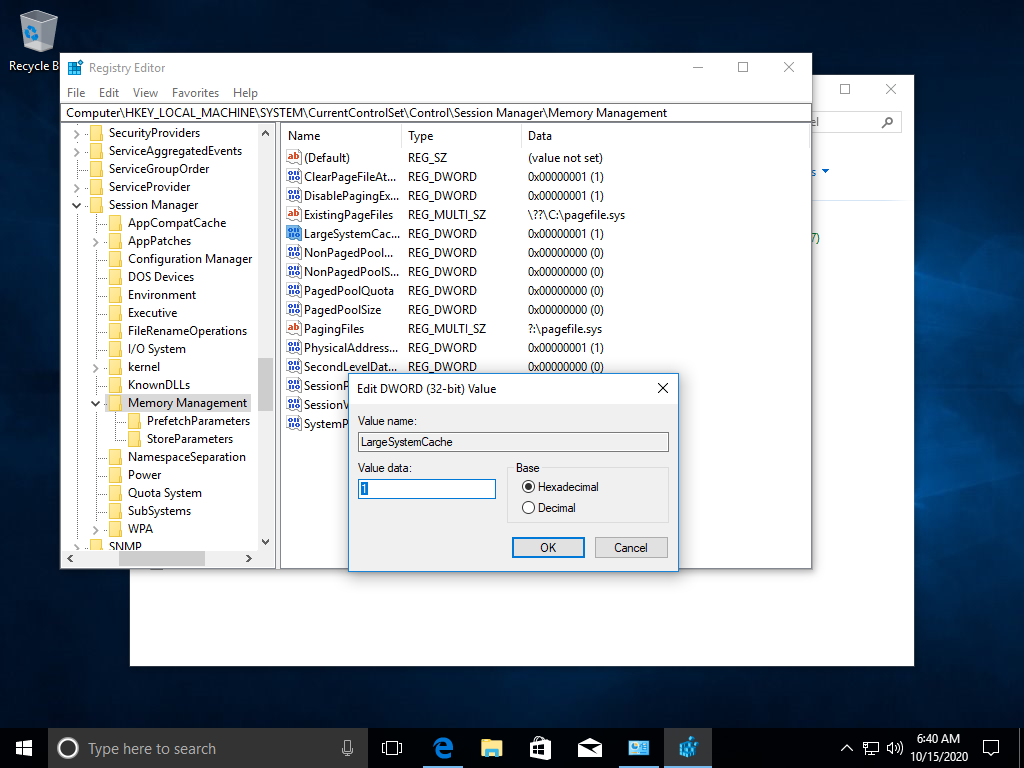 Recycle B
Registry Editor
File Edit View Favorites Help
Computer\HKEY_LOCAL_MACHINE\SYSTEM\CurrentControlSet\Control\Session Manager\Memory Management
SecurityProviders
ServiceAggregatedEvents
ServiceGroupOrder
ServiceProvider
Session Manager
AppCompatCache
AppPatches
Configuration Manager
DOS Devices
Environment
Executive
FileRenameOperations
I/O System
kernel
KnownDLLs
Memory Management
PrefetchParameters
StoreParameters
NamespaceSeparation
Power
Quota System
SubSystems
WPA
SNMP
Name Type Data
(Default) REG_SZ (value not set)
ClearPageFileAt... REG_DWORD 0x00000001 (1)
DisablePagingEx... REG_DWORD 0x00000001 (1)
ExistingPageFiles REG_MULTI_SZ \??\C:\pagefile.sys
LargeSystemCac... REG_DWORD 0x00000001 (1)
NonPagedPool... REG_DWORD 0x00000000 (0)
NonPagedPoolS... REG_DWORD 0x00000000 (0)
PagedPoolQuota REG_DWORD 0x00000000 (0)
PagedPoolSize REG_DWORD 0x00000000 (0)
PagingFiles REG_MULTI_SZ ?:\pagefile.sys
PhysicalAddress... REG_DWORD 0x00000001 (1)
SecondLevelDat... REG_DWORD 0x00000000 (0)
SessionP
SessionV
SystemP
el
s
7)
Edit DWORD (32-bit) Value
Value name:
LargeSystemCache
Value data:
1
Base
Hexadecimal
Decimal
OK Cancel
Type here to search
6:40 AM
10/15/2020